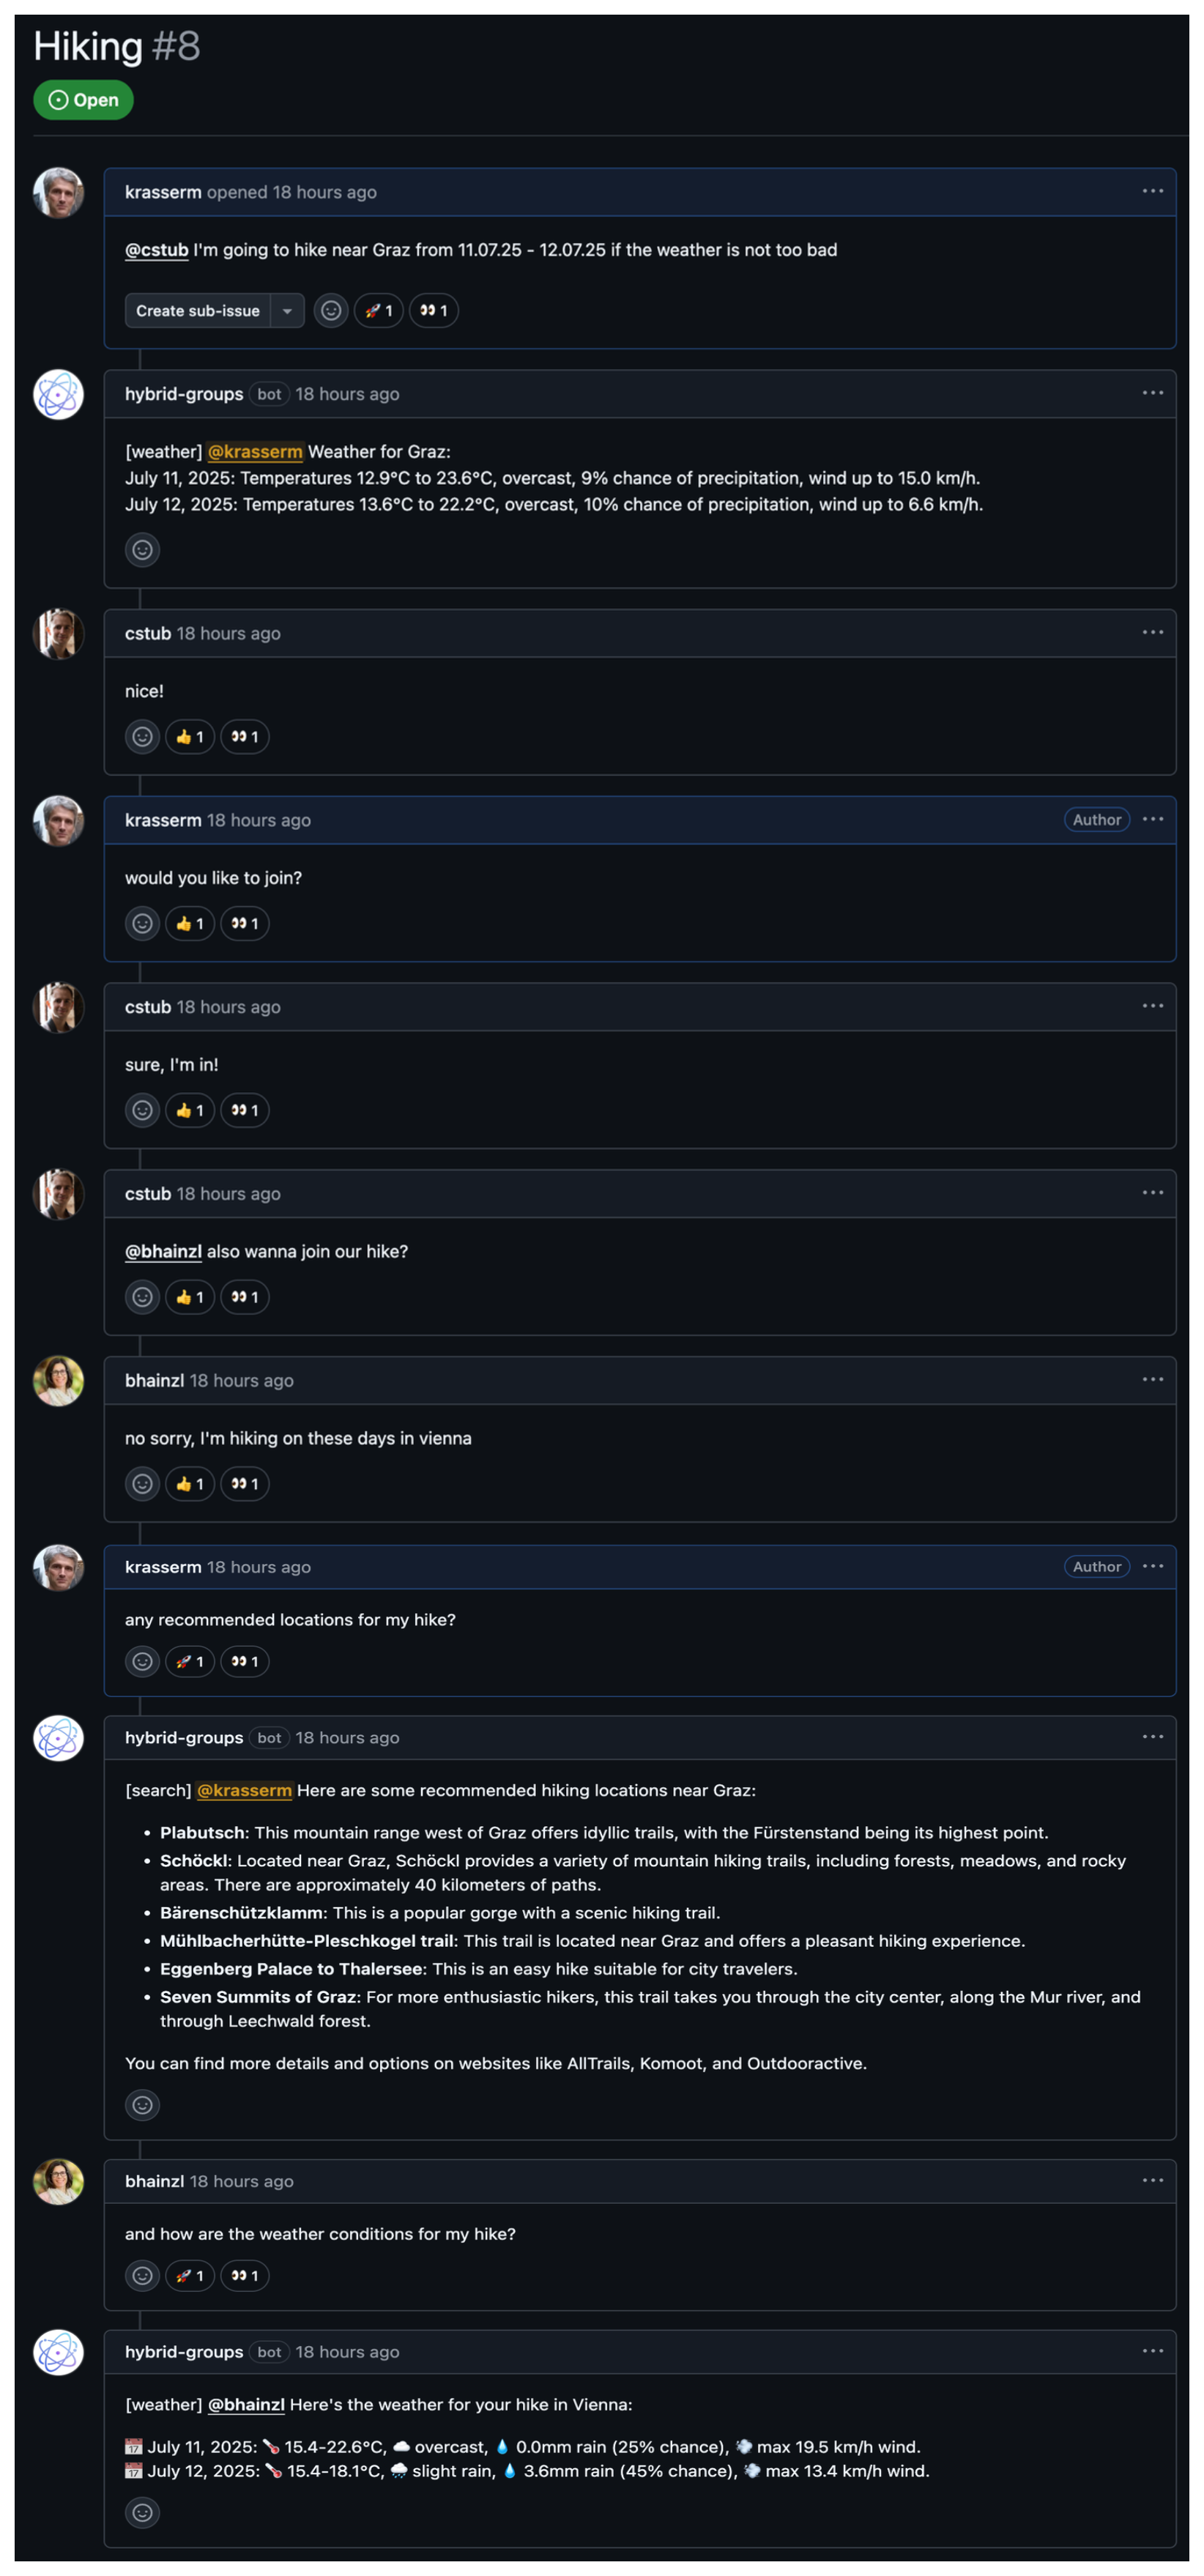 Hiking #8
Open
krasserm opened 18 hours ago
@cstub I'm going to hike near Graz from 11.07.25 - 12.07.25 if the weather is not too bad
Create sub-issue
🚀 1 👀 1
hybrid-groups bot 18 hours ago
[weather] @krasserm Weather for Graz:
July 11, 2025: Temperatures 12.9°C to 23.6°C, overcast, 9% chance of precipitation, wind up to 15.0 km/h.
July 12, 2025: Temperatures 13.6°C to 22.2°C, overcast, 10% chance of precipitation, wind up to 6.6 km/h.
cstub 18 hours ago
nice!
👍 1 👀 1
krasserm 18 hours ago Author
would you like to join?
👍 1 👀 1
cstub 18 hours ago
sure, I'm in!
👍 1 👀 1
cstub 18 hours ago
@bhainzl also wanna join our hike?
👍 1 👀 1
bhainzl 18 hours ago
no sorry, I'm hiking on these days in vienna
👍 1 👀 1
krasserm 18 hours ago Author
any recommended locations for my hike?
🚀 1 👀 1
hybrid-groups bot 18 hours ago
[search] @krasserm Here are some recommended hiking locations near Graz:
• Plabutsch: This mountain range west of Graz offers idyllic trails, with the Fürstenstand being its highest point.
• Schöckl: Located near Graz, Schöckl provides a variety of mountain hiking trails, including forests, meadows, and rocky
areas. There are approximately 40 kilometers of paths.
• Bärenschützklamm: This is a popular gorge with a scenic hiking trail.
• Mühlbacherhütte-Pleschkogel trail: This trail is located near Graz and offers a pleasant hiking experience.
• Eggenberg Palace to Thalersee: This is an easy hike suitable for city travelers.
• Seven Summits of Graz: For more enthusiastic hikers, this trail takes you through the city center, along the Mur river, and
through Leechwald forest.
You can find more details and options on websites like AllTrails, Komoot, and Outdooractive.
bhainzl 18 hours ago
and how are the weather conditions for my hike?
🚀 1 👀 1
hybrid-groups bot 18 hours ago
[weather] @bhainzl Here's the weather for your hike in Vienna:
📅 July 11, 2025: 🌡️ 15.4-22.6°C, ☁️ overcast, 💧 0.0mm rain (25% chance), 💨 max 19.5 km/h wind.
📅 July 12, 2025: 🌡️ 15.4-18.1°C, 🌧️ slight rain, 💧 3.6mm rain (45% chance), 💨 max 13.4 km/h wind.